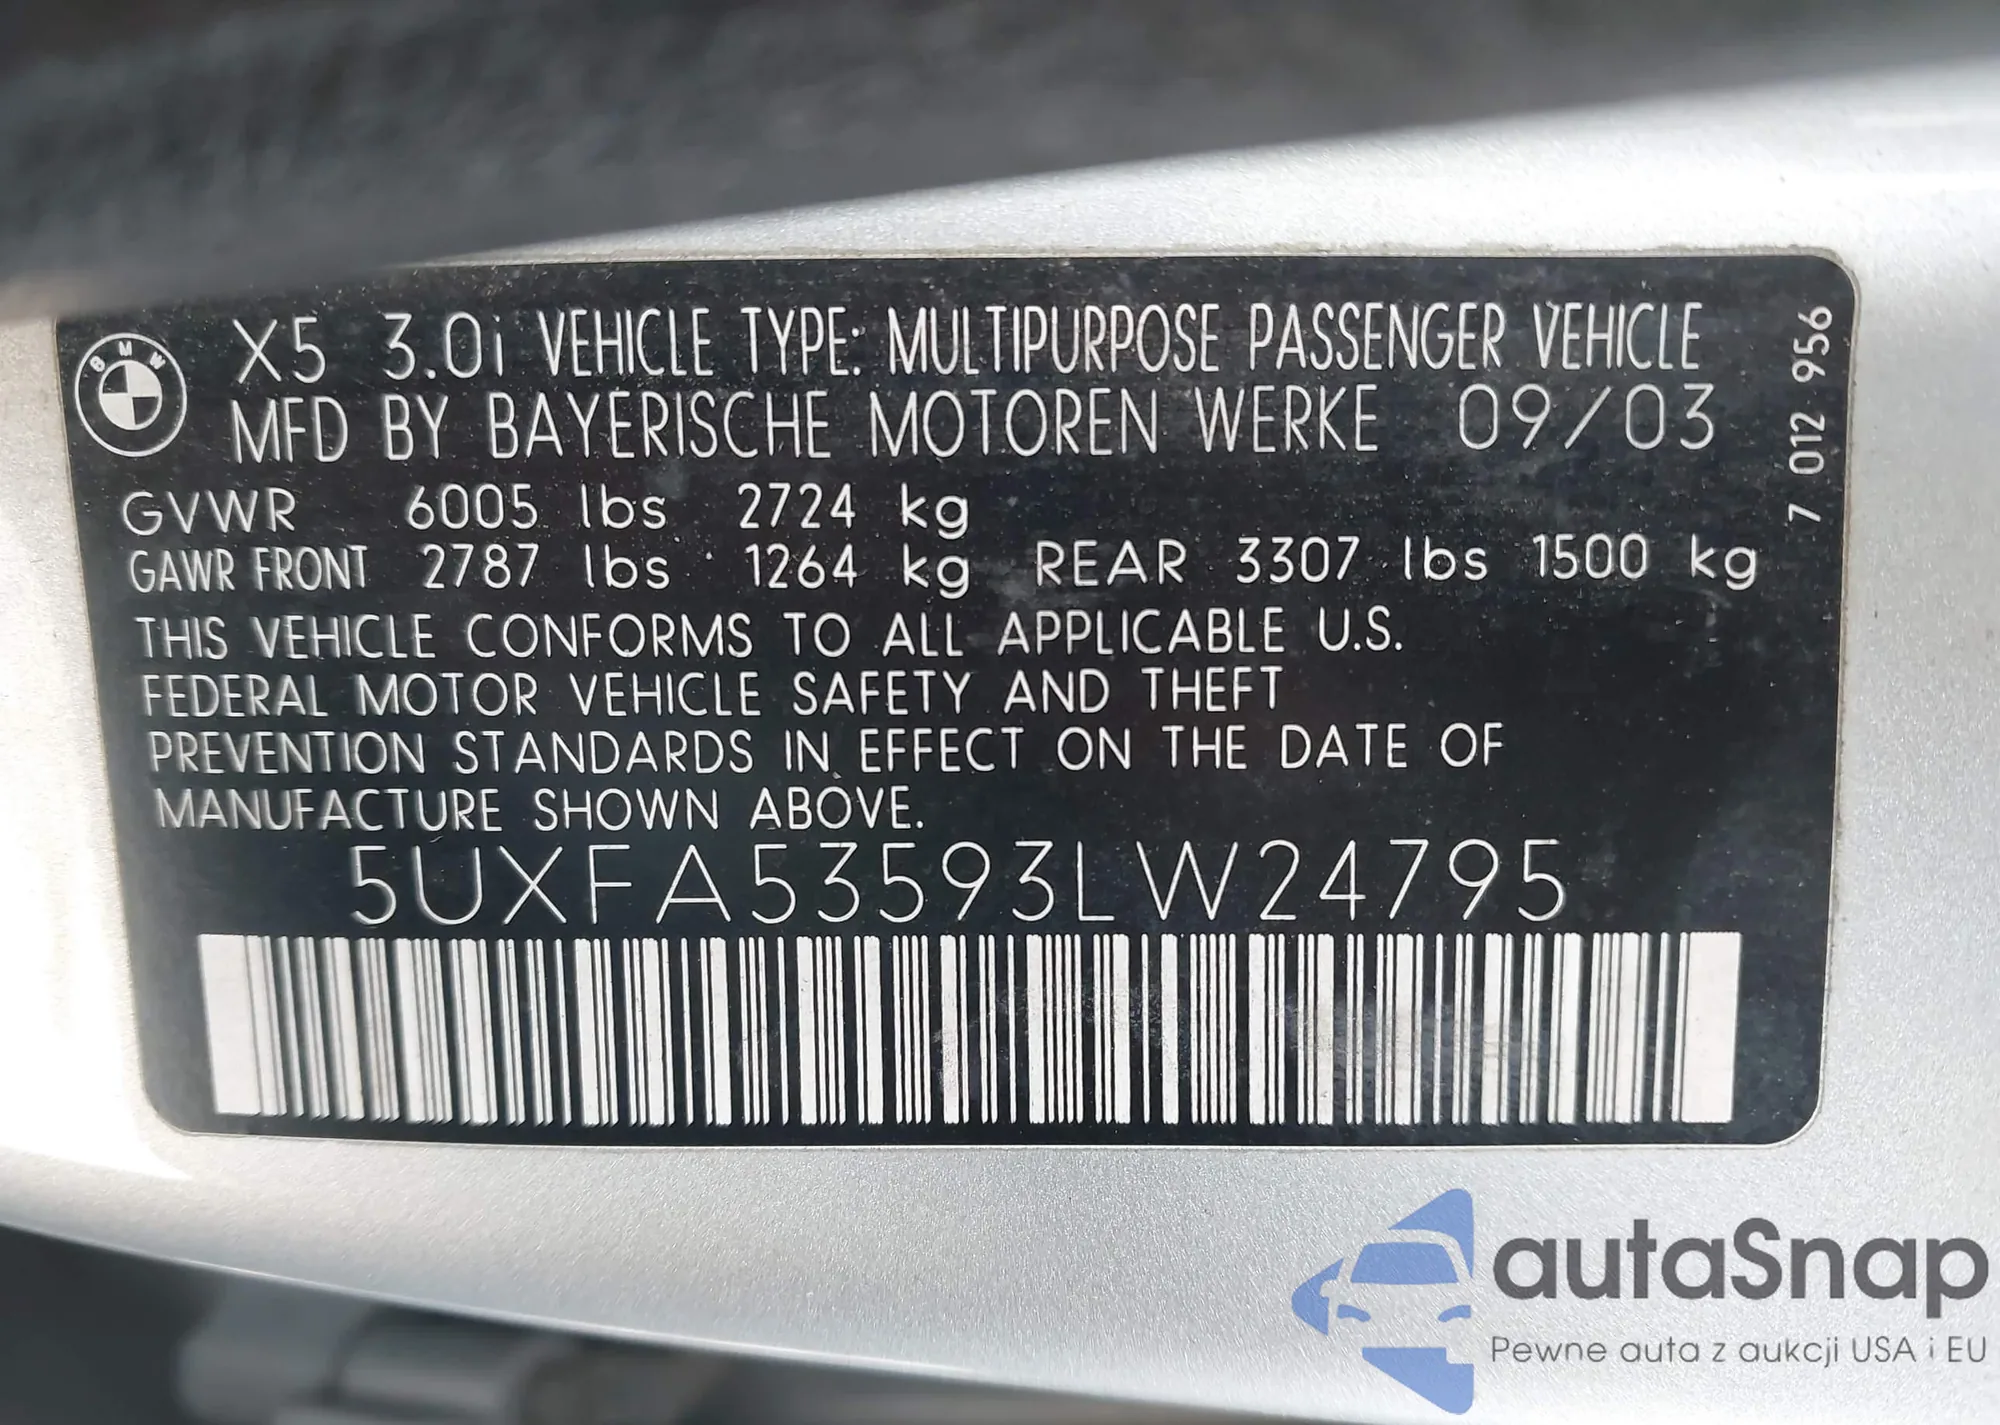 BMW
X5 3.0i VEHICLE TYPE: MULTIPURPOSE PASSENGER VEHICLE
MFD BY BAYERISCHE MOTOREN WERKE 09/03
GVWR 6005 lbs 2724 kg
GAWR FRONT 2787 lbs 1264 kg REAR 3307 lbs 1500 kg
THIS VEHICLE CONFORMS TO ALL APPLICABLE U.S.
FEDERAL MOTOR VEHICLE SAFETY AND THEFT
PREVENTION STANDARDS IN EFFECT ON THE DATE OF
MANUFACTURE SHOWN ABOVE.
5UXFA53593LW24795
7 012 956
autaSnap
Pewne auta z aukcji USA i EU